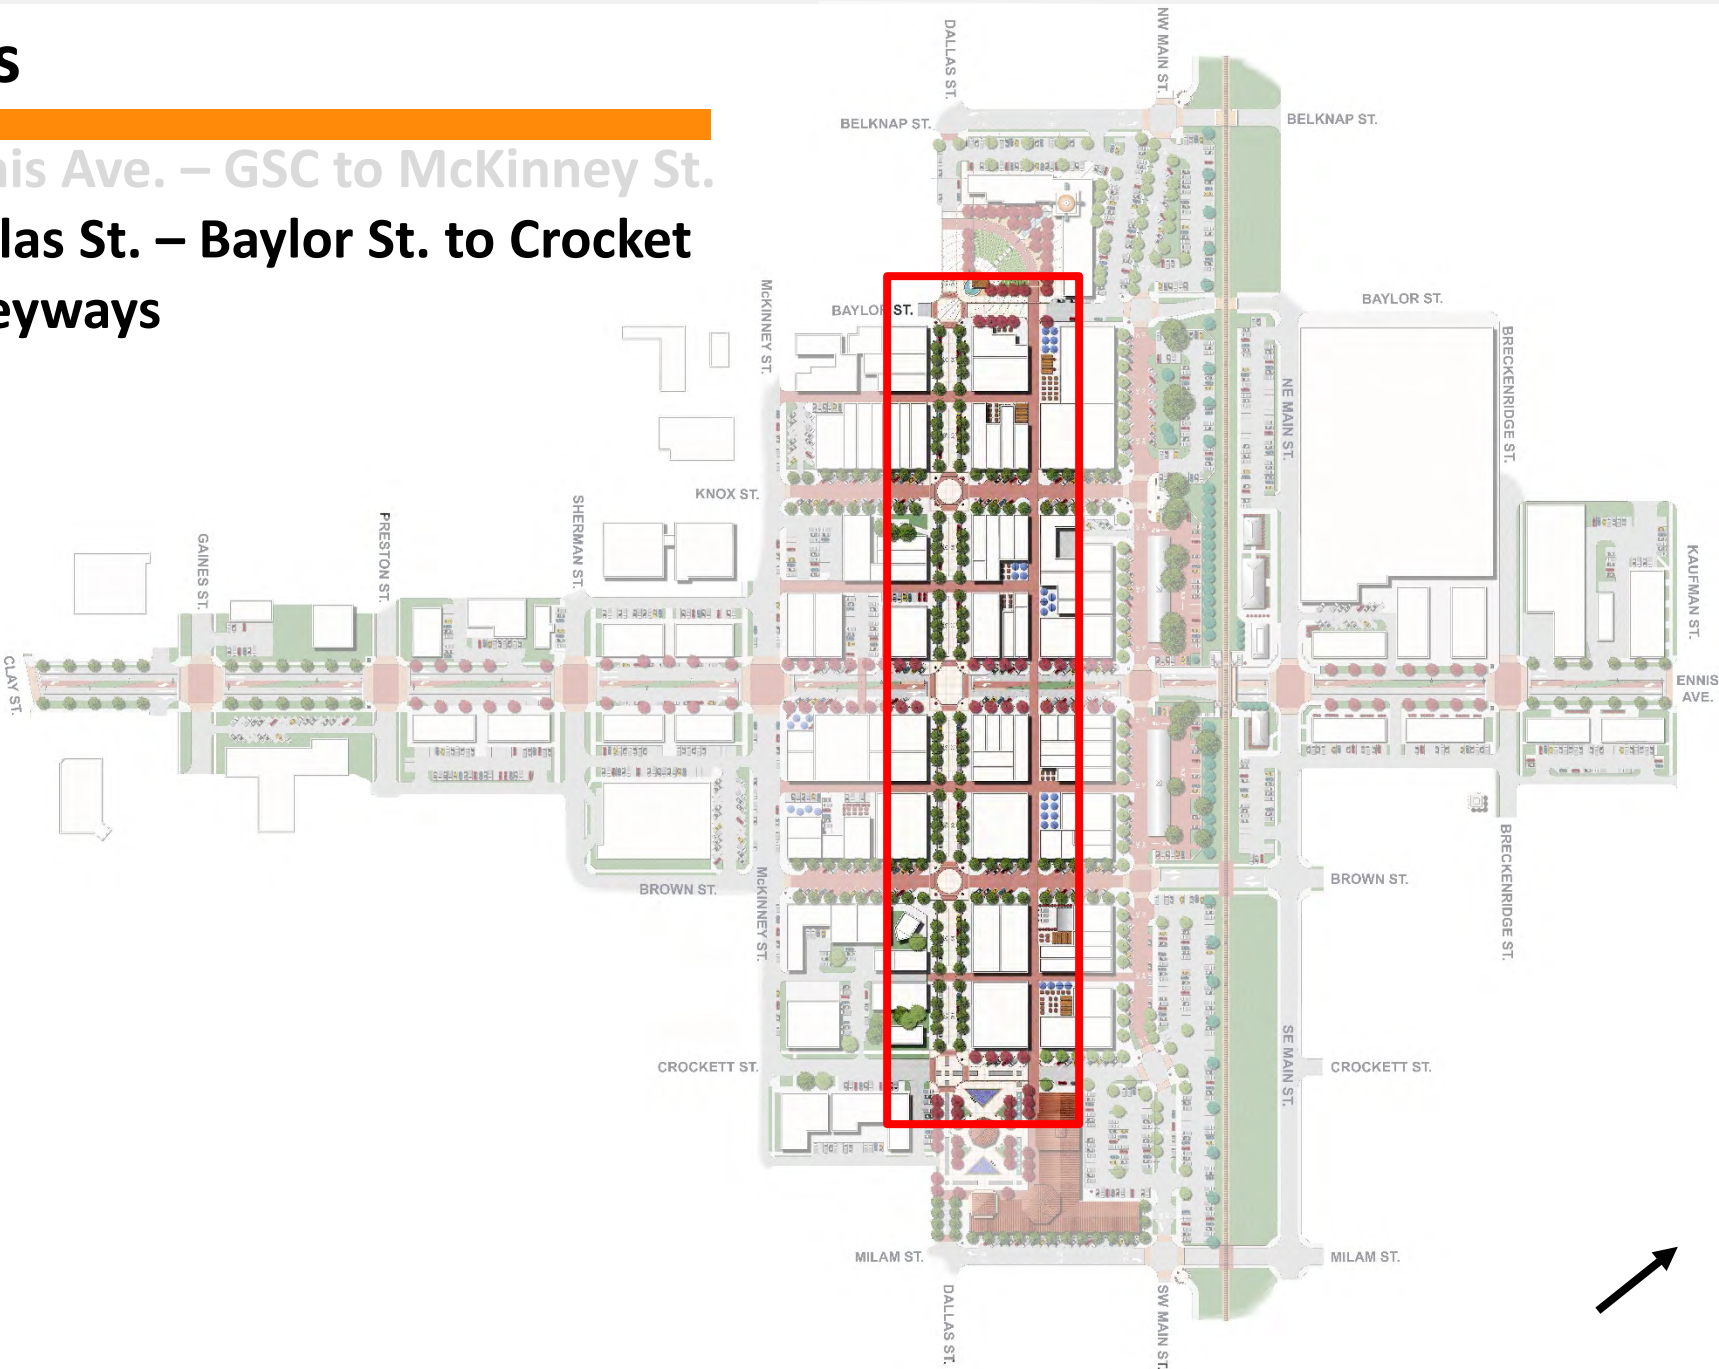 s
nis Ave. – GSC to McKinney St.
las St. – Baylor St. to Crocket
eyways
DALLAS ST.
NW MAIN ST.
BELKNAP ST.
BELKNAP ST.
McKINNEY ST.
BAYLOR ST.
BAYLOR ST.
BRECKENRIDGE ST.
NE MAIN ST.
KNOX ST.
SHERMAN ST.
PRESTON ST.
GAINES ST.
KAUFMAN ST.
CLAY ST.
ENNIS
AVE.
BROWN ST.
BROWN ST.
McKINNEY ST.
BRECKENRIDGE ST.
CROCKETT ST.
CROCKETT ST.
SE MAIN ST.
MILAM ST.
MILAM ST.
DALLAS ST.
SW MAIN ST.